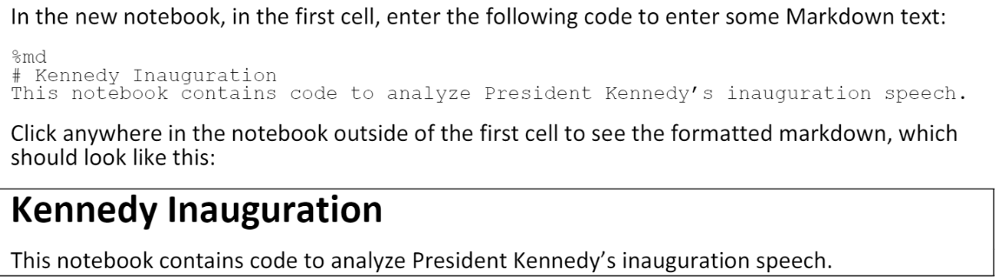 In the new notebook, in the first cell, enter the following code to enter some Markdown text:
%md
# Kennedy Inauguration
This notebook contains code to analyze President Kennedy’s inauguration speech.
Click anywhere in the notebook outside of the first cell to see the formatted markdown, which
should look like this:
Kennedy Inauguration
This notebook contains code to analyze President Kennedy’s inauguration speech.